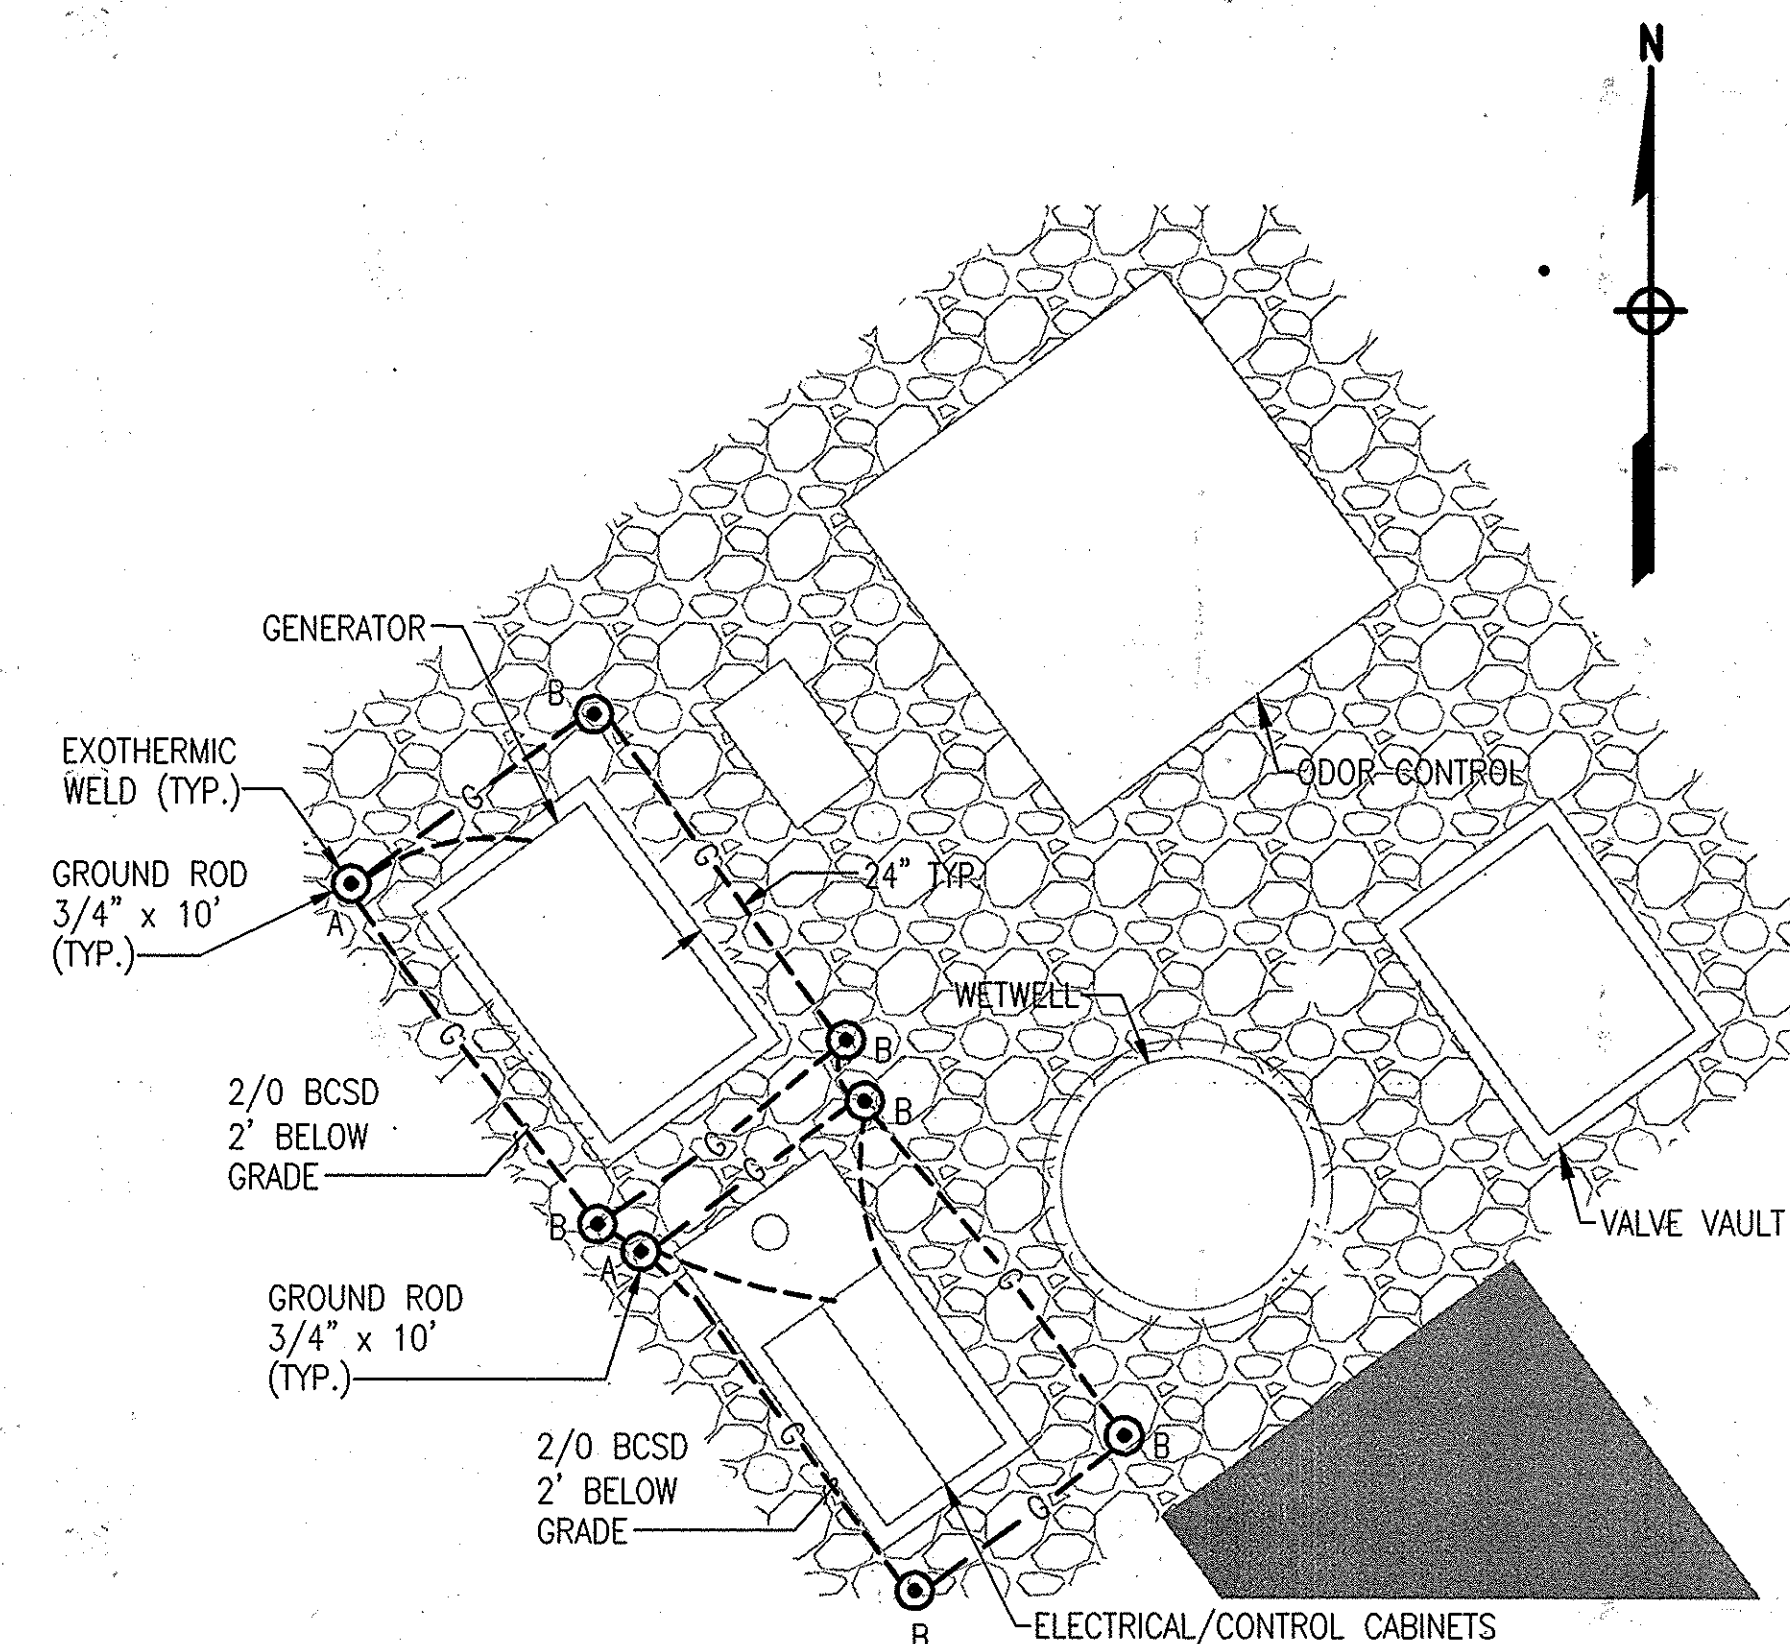 N
GENERATOR
B
EXOTHERMIC
WELD (TYP.)
G
ODOR CONTROL
GROUND ROD
3/4" x 10'
(TYP.)
A
G
24" TYP.
WETWELL
G
B
2/0 BCSD
2' BELOW
GRADE
B
G
G
B
A
VALVE VAULT
GROUND ROD
3/4" x 10'
(TYP.)
G
2/0 BCSD
2' BELOW
GRADE
G
B
G
B
ELECTRICAL/CONTROL CABINETS